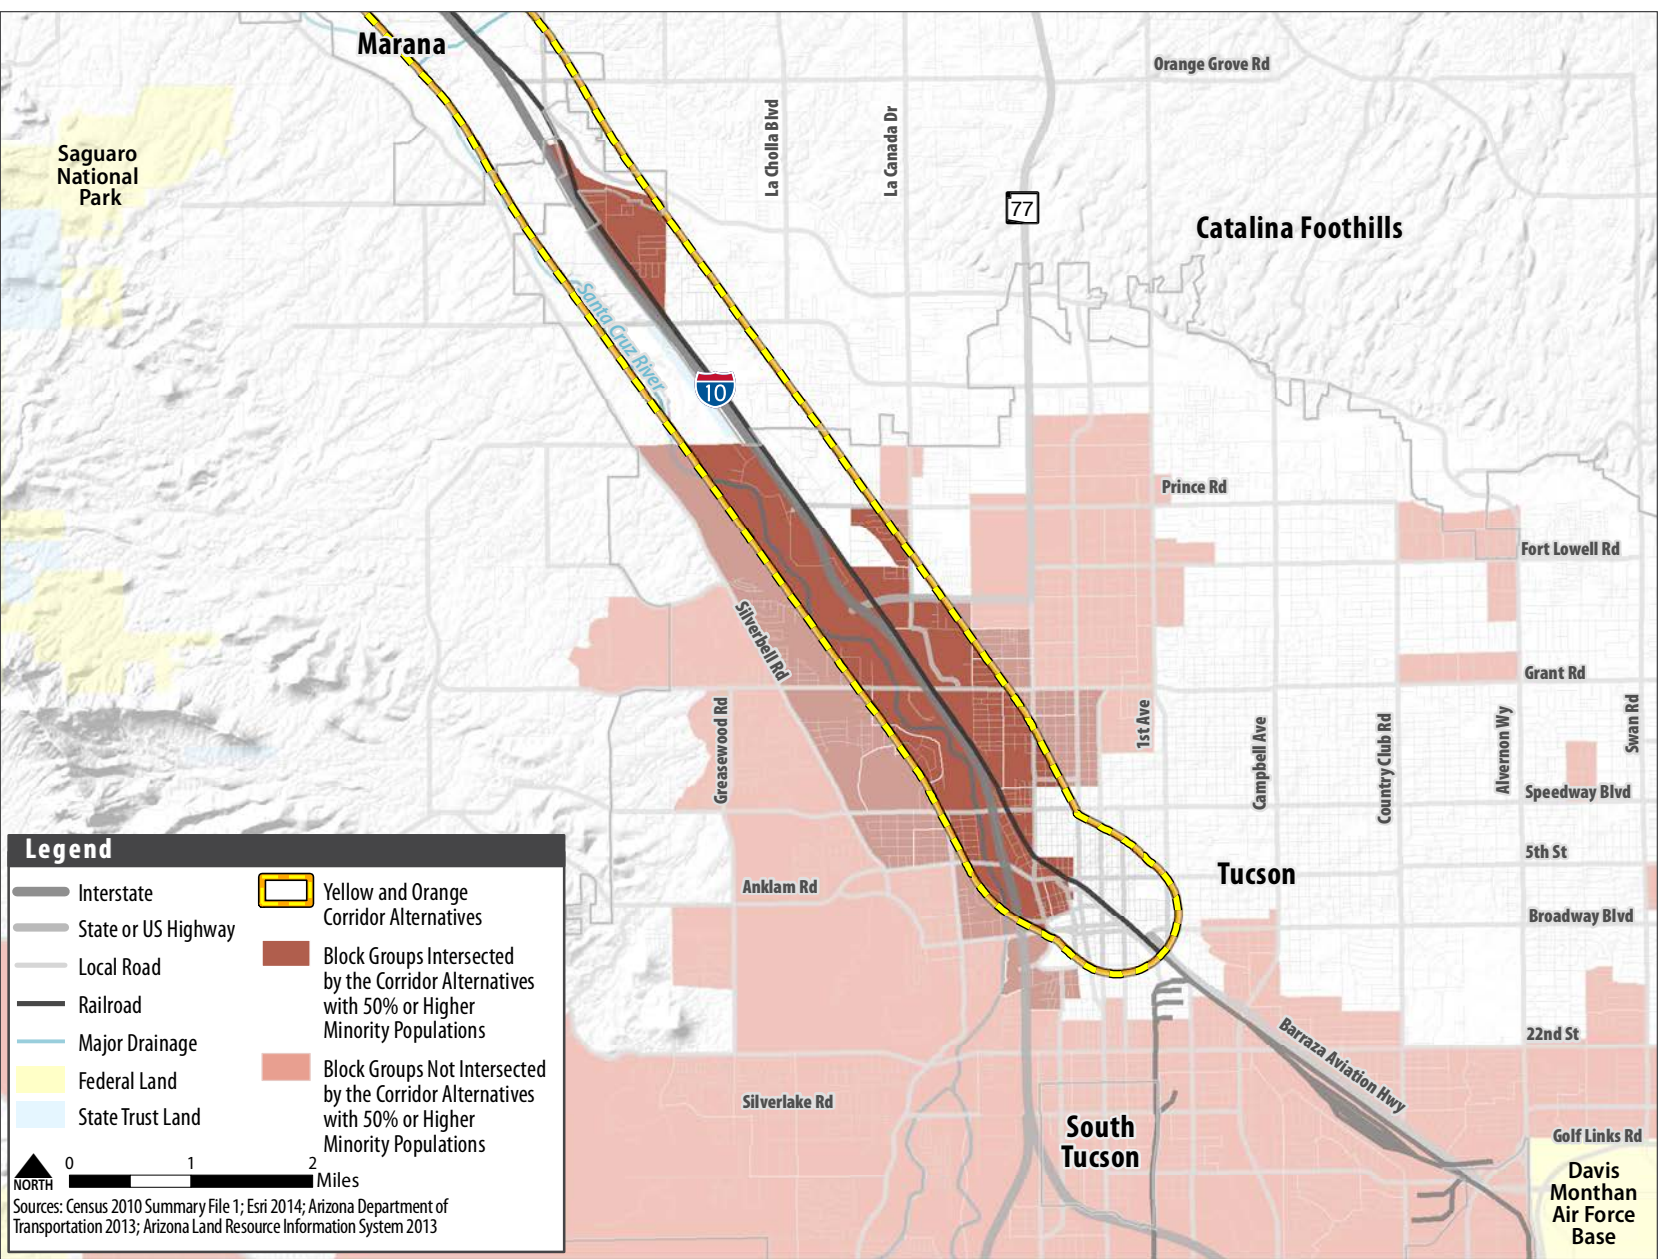 Marana
Orange Grove Rd
Saguaro
National
Park
La Cholla Blvd
La Canada Dr
77
Catalina Foothills
Santa Cruz River
10
Prince Rd
Fort Lowell Rd
Silverbell Rd
Grant Rd
Greasewood Rd
1st Ave
Campbell Ave
Country Club Rd
Alvernon Wy
Swan Rd
Speedway Blvd
5th St
Tucson
Anklam Rd
Broadway Blvd
22nd St
Barraza Aviation Hwy
Silverlake Rd
South
Tucson
Golf Links Rd
Davis
Monthan
Air Force
Base
Legend
Interstate
State or US Highway
Local Road
Railroad
Major Drainage
Federal Land
State Trust Land
Yellow and Orange
Corridor Alternatives
Block Groups Intersected
by the Corridor Alternatives
with 50% or Higher
Minority Populations
Block Groups Not Intersected
by the Corridor Alternatives
with 50% or Higher
Minority Populations
NORTH
0 1 2
Miles
Sources: Census 2010 Summary File 1; Esri 2014; Arizona Department of
Transportation 2013; Arizona Land Resource Information System 2013